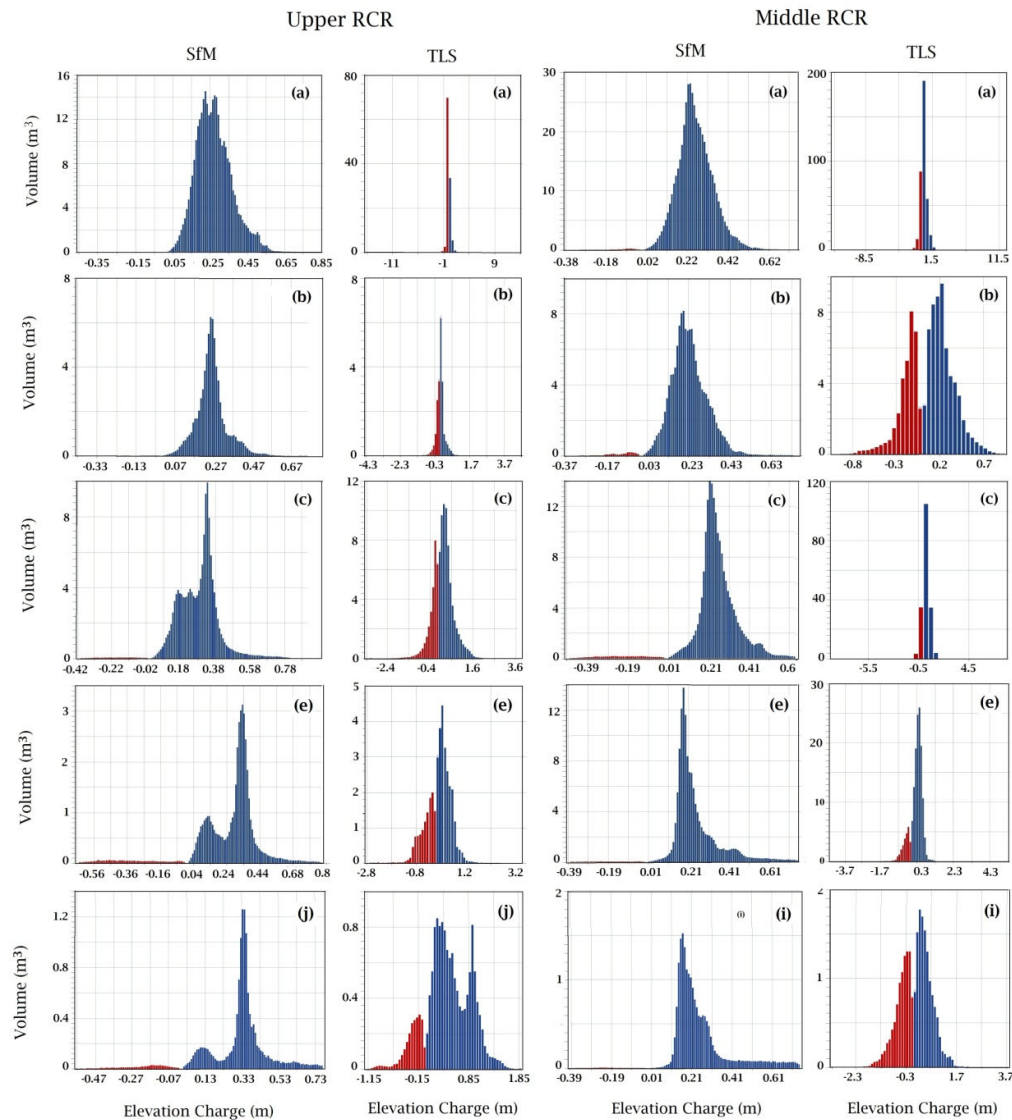 Upper RCR Middle RCR
SfM TLS SfM TLS
Volume (m³)
16 14 12 8 4 0
(a)
-0.35 -0.15 0.05 0.25 0.45 0.65 0.85
80 60 40 0
(a)
-11 -1 9
30 20 10 0
(a)
-0.38 -0.18 0.02 0.22 0.42 0.62
200 100 0
(a)
-8.5 1.5 11.5
Volume (m³)
8 4 0
(b)
-0.33 -0.13 0.07 0.27 0.47 0.67
8 6 4 2 0
(b)
-4.3 -2.3 -0.3 1.7 3.7
8 4 0
(b)
-0.37 -0.17 0.03 0.23 0.43 0.63
8 4 0
(b)
-0.8 -0.3 0.2 0.7
Volume (m³)
8 4 0
(c)
-0.42 -0.22 -0.02 0.18 0.38 0.58 0.78
12 8 4 0
(c)
-2.4 -0.4 1.6 3.6
12 8 4 0
(c)
-0.39 -0.19 0.01 0.21 0.41 0.6
120 80 40 0
(c)
-5.5 -0.5 4.5
Volume (m³)
3 2 1 0
(e)
-0.56 -0.36 -0.16 0.04 0.24 0.44 0.64 0.8
5 4 3 2 1 0
(e)
-2.8 -0.8 1.2 3.2
12 8 4 0
(e)
-0.39 -0.19 0.01 0.21 0.41 0.61
30 20 10 0
(e)
-3.7 -1.7 0.3 2.3 4.3
Volume (m³)
1.2 0.8 0.4 0
(j)
-0.47 -0.27 -0.07 0.13 0.33 0.53 0.73
0.8 0.4 0
(j)
-1.15 -0.15 0.85 1.85
2 1 0
(i) (i)
-0.39 -0.19 0.01 0.21 0.41 0.61
2 1 0
(i)
-2.3 -0.3 1.7 3.7
Elevation Charge (m) Elevation Charge (m) Elevation Charge (m) Elevation Charge (m)